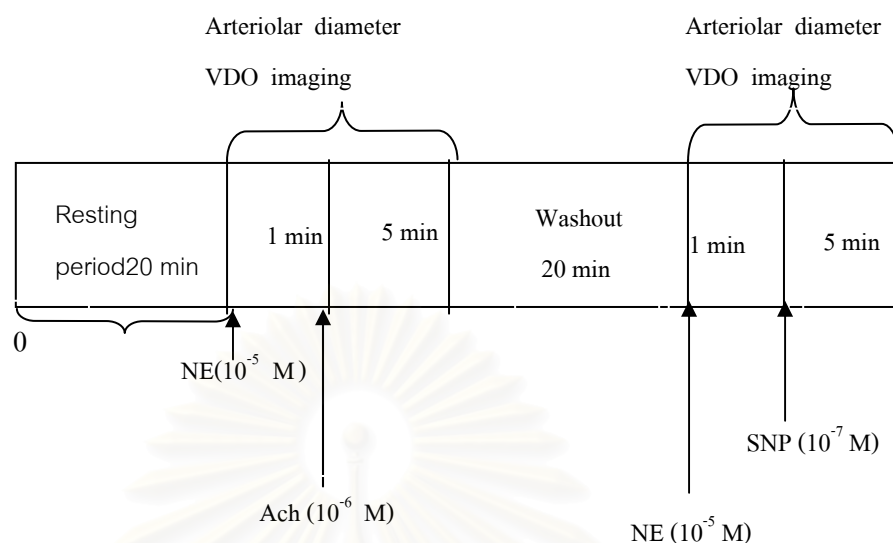 Arteriolar diameter
VDO imaging
Arteriolar diameter
VDO imaging
Resting
period20 min
1 min
5 min
Washout
20 min
1 min
5 min
0
NE(10⁻⁵ M)
Ach (10⁻⁶ M)
NE (10⁻⁵ M)
SNP (10⁻⁷ M)